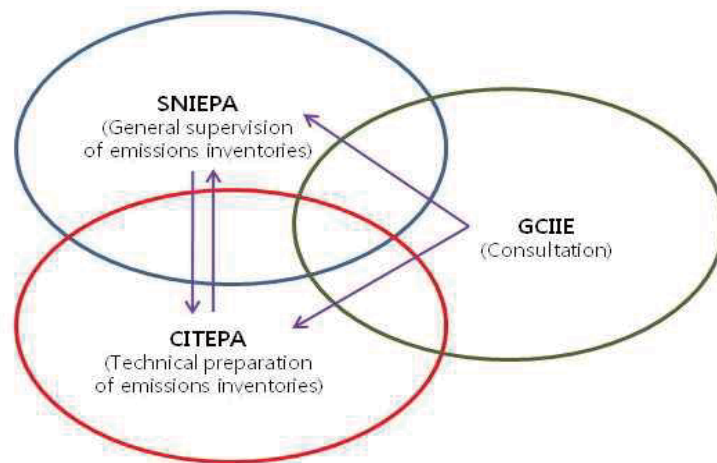 SNIEPA
(General supervision
of emissions inventories)
GCIIE
(Consultation)
CITEPA
(Technical preparation
of emissions inventories)